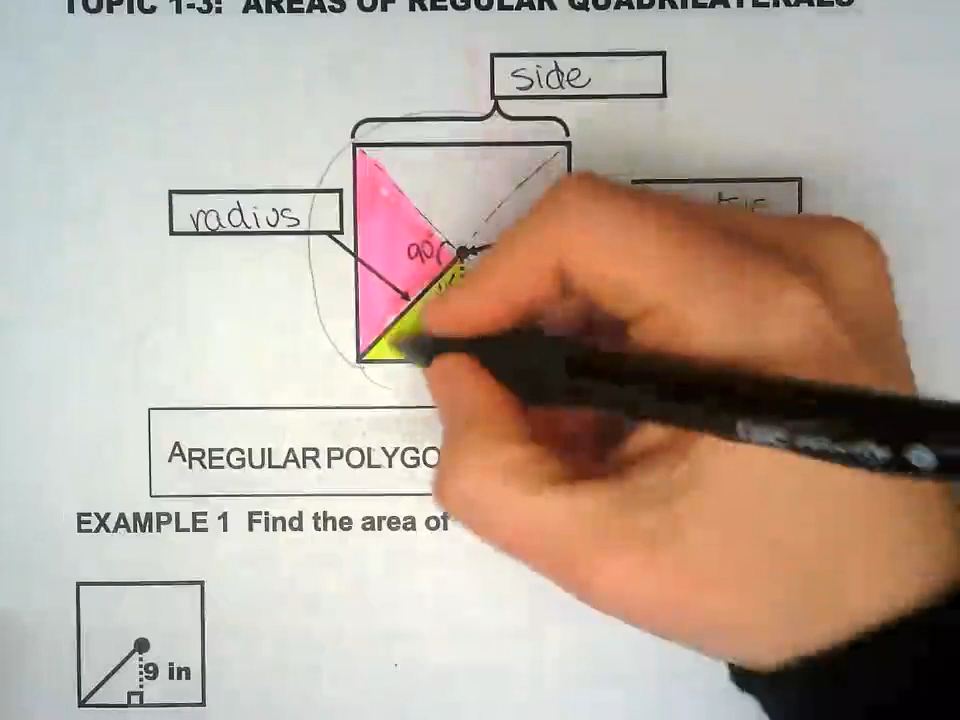 TOPIC 1-3: AREAS OF REGULAR QUADRILATERALS
side
radius
90°
A REGULAR POLYGO
EXAMPLE 1 Find the area of
9 in